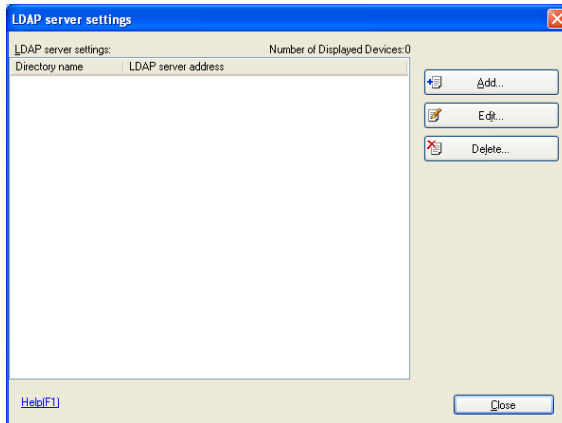 LDAP server settings
LDAP server settings: Number of Displayed Devices:0
Directory name LDAP server address
Add...
Edit...
Delete...
Help(F1)
Close